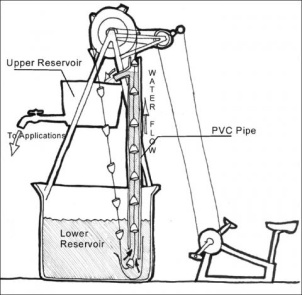 Upper Reservoir
WATER FLOW
To Applications
PVC Pipe
Lower
Reservoir